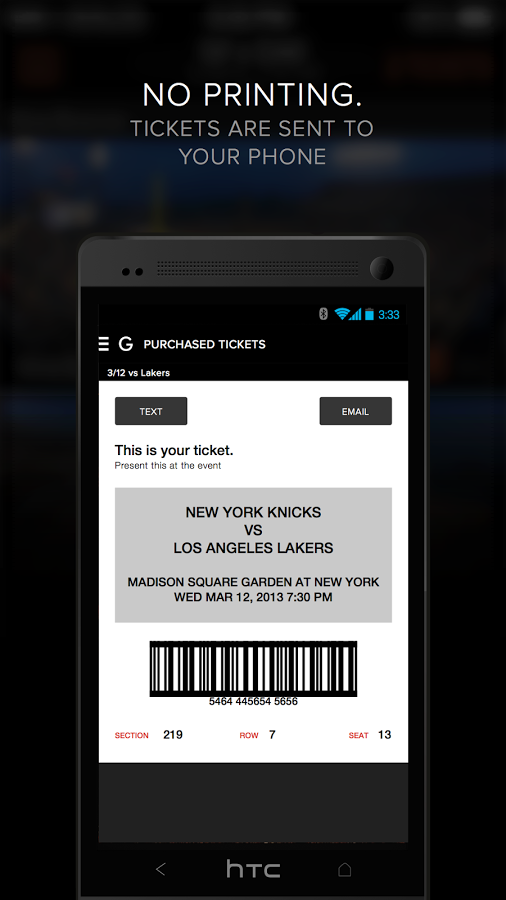 NO PRINTING.
TICKETS ARE SENT TO
YOUR PHONE
3:33
G PURCHASED TICKETS
3/12 vs Lakers
TEXT EMAIL
This is your ticket.
Present this at the event
NEW YORK KNICKS
VS
LOS ANGELES LAKERS
MADISON SQUARE GARDEN AT NEW YORK
WED MAR 12, 2013 7:30 PM
5464 445654 5656
SECTION 219 ROW 7 SEAT 13
hTC